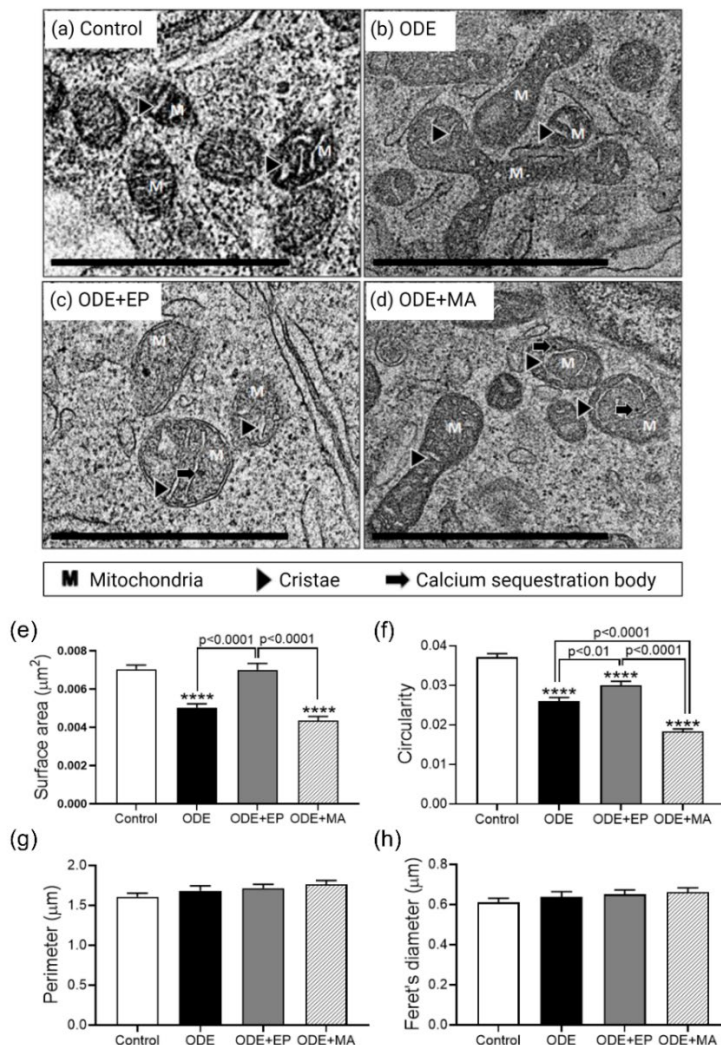 (a) Control
M
M
M
(b) ODE
M
M
M
(c) ODE+EP
M
M
M
(d) ODE+MA
M
M
M
M Mitochondria
Cristae
Calcium sequestration body
(e)
p<0.0001 p<0.0001
Surface area (μm²)
0.008
0.006
0.004
0.002
0.000
****
****
Control ODE ODE+EP ODE+MA
(f)
p<0.0001
p<0.01 p<0.0001
Circularity
0.04
0.03
0.02
0.01
0.00
****
****
****
Control ODE ODE+EP ODE+MA
(g)
Perimeter (μm)
2.0
1.5
1.0
0.5
0.0
Control ODE ODE+EP ODE+MA
(h)
Feret's diameter (μm)
0.8
0.6
0.4
0.2
0.0
Control ODE ODE+EP ODE+MA